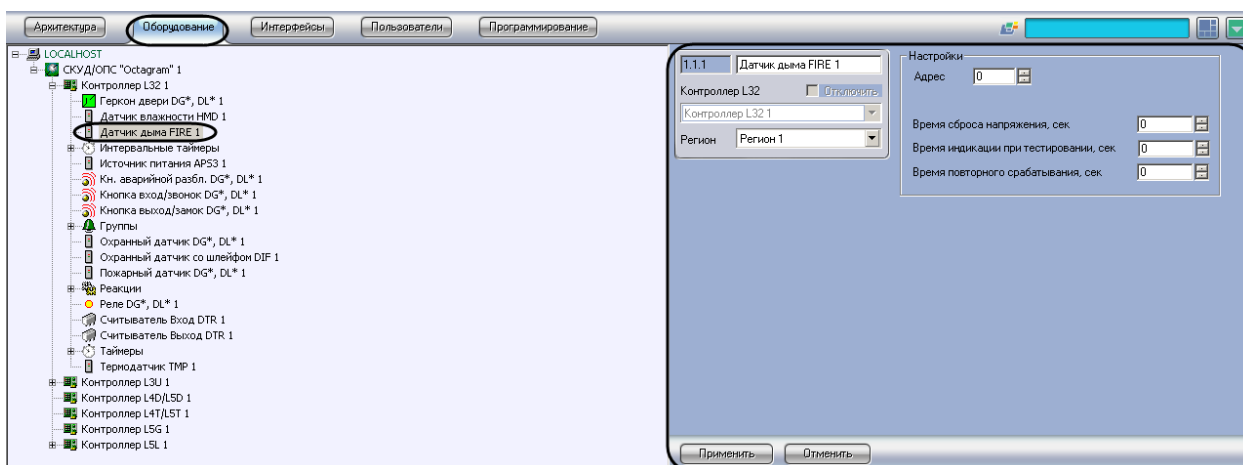 Архитектура Оборудование Интерфейсы Пользователи Программирование
LOCALHOST
СКУД/ОПС "Octagram" 1
Контроллер L32 1
Геркон двери DG*, DL* 1
Датчик влажности HMD 1
Датчик дыма FIRE 1
Интервальные таймеры
Источник питания APS3 1
Кн. аварийной разбл. DG*, DL* 1
Кнопка вход/звонок DG*, DL* 1
Кнопка выход/замок DG*, DL* 1
Группы
Охранный датчик DG*, DL* 1
Охранный датчик со шлейфом DIF 1
Пожарный датчик DG*, DL* 1
Реакции
Реле DG*, DL* 1
Считыватель Вход DTR 1
Считыватель Выход DTR 1
Таймеры
Термодатчик TMP 1
Контроллер L3U 1
Контроллер L4D/L5D 1
Контроллер L4T/L5T 1
Контроллер L5G 1
Контроллер L5L 1
1.1.1 Датчик дыма FIRE 1
Контроллер L32 Отключить
Контроллер L32 1
Регион Регион 1
Настройки
Адрес 0
Время сброса напряжения, сек 0
Время индикации при тестировании, сек 0
Время повторного срабатывания, сек 0
Применить Отменить